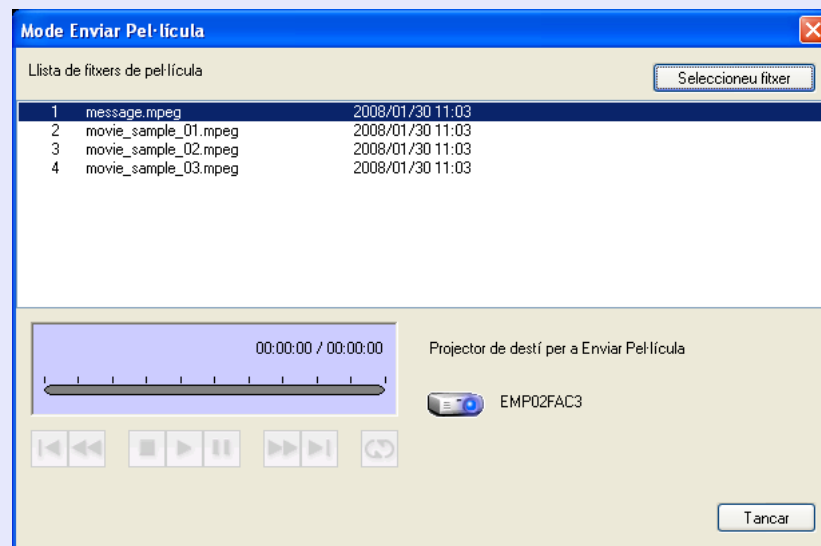 Mode Enviar Pel·lícula
Llista de fitxers de pel·lícula
Seleccioneu fitxer
1 message.mpeg 2008/01/30 11:03
2 movie_sample_01.mpeg 2008/01/30 11:03
3 movie_sample_02.mpeg 2008/01/30 11:03
4 movie_sample_03.mpeg 2008/01/30 11:03
00:00:00 / 00:00:00
Projector de destí per a Enviar Pel·lícula
EMP02FAC3
Tancar